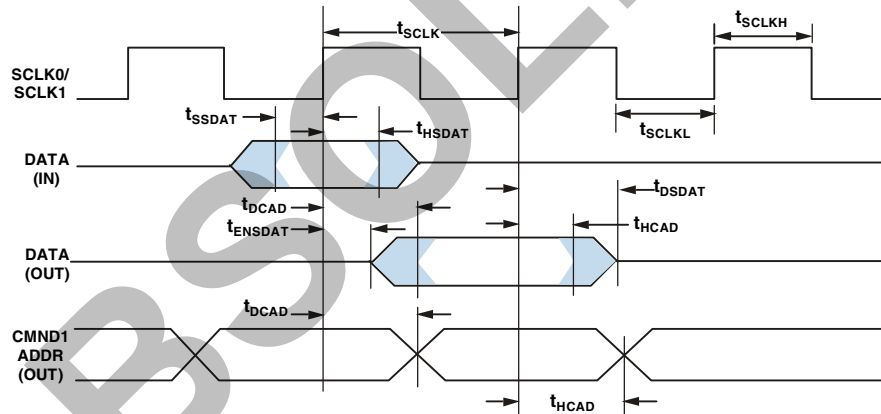 tSCLK
tSCLKH
SCLK0/
SCLK1
tSSDAT
tHSDAT
tSCLKL
DATA
(IN)
tDCAD
tDSDAT
tENSDAT
tHCAD
DATA
(OUT)
tDCAD
CMND1
ADDR
(OUT)
tHCAD
BSOL